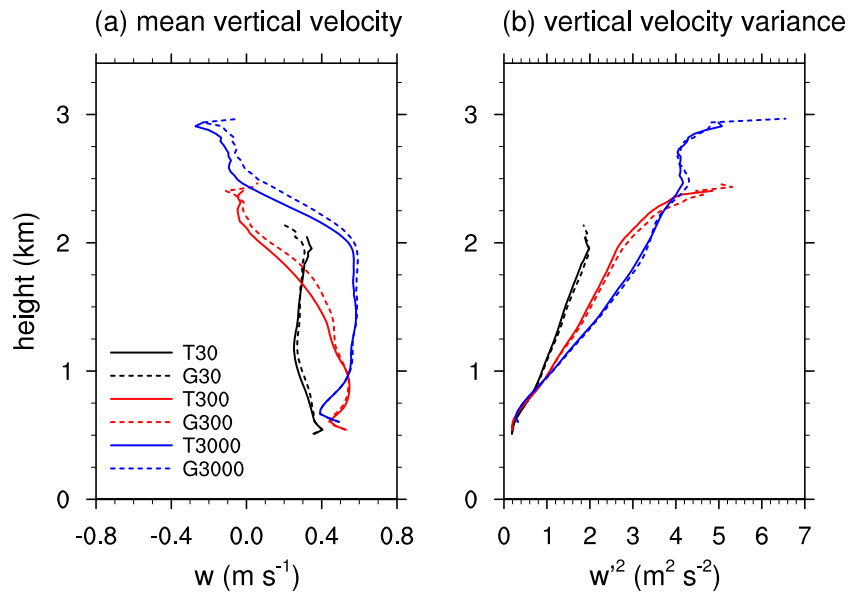 (a) mean vertical velocity
(b) vertical velocity variance
height (km)
3
2
1
0
T30
G30
T300
G300
T3000
G3000
-0.8 -0.4 0.0 0.4 0.8
w (m s⁻¹)
3
2
1
0
0 1 2 3 4 5 6 7
w'² (m² s⁻²)